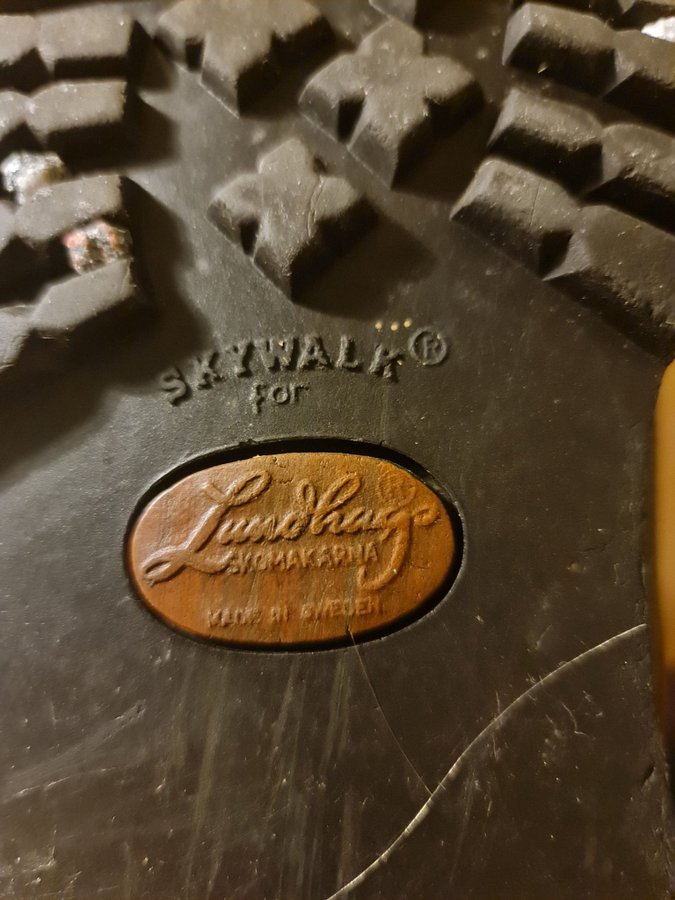 SKYWALK®
for
Lundhags
SKOMAKARNA
MADE IN SWEDEN